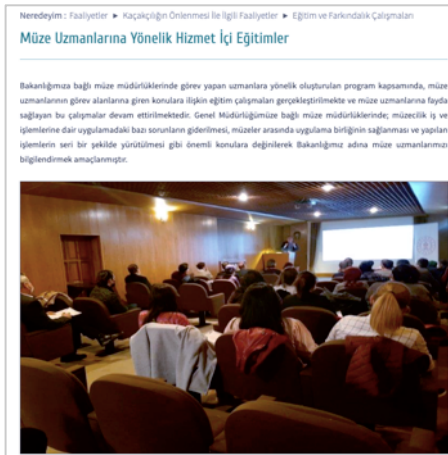 Neredeyim : Faaliyetler ► Kaçakçılığın Önlenmesi İle İlgili Faaliyetler ► Eğitim ve Farkındalık Çalışmaları
Müze Uzmanlarına Yönelik Hizmet İçi Eğitimler
Bakanlığımıza bağlı müze müdürlüklerinde görev yapan uzmanlara yönelik oluşturulan program kapsamında, müze
uzmanlarının görev alanlarına giren konulara ilişkin eğitim çalışmaları gerçekleştirilmekte ve müze uzmanlarına fayda
sağlayan bu çalışmalar devam ettirilmektedir. Genel Müdürlüğümüze bağlı müze müdürlüklerinde; müzecilik iş ve
işlemlerine dair uygulamadaki bazı sorunların giderilmesi, müzeler arasında uygulama birliğinin sağlanması ve yapılan
işlemlerin seri bir şekilde yürütülmesi gibi önemli konulara değinilerek Bakanlığımız adına müze uzmanlarımızı
bilgilendirmek amaçlanmıştır.